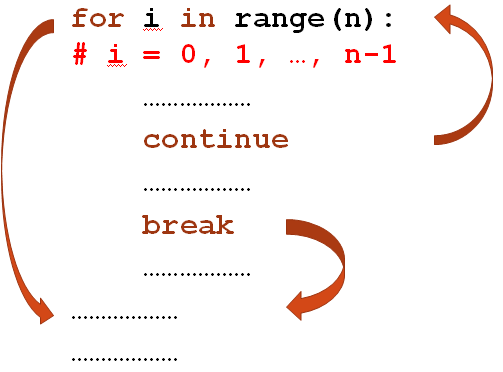 for i in range(n):
# i = 0, 1, …, n-1
………………
continue
………………
break
………………
………………
………………